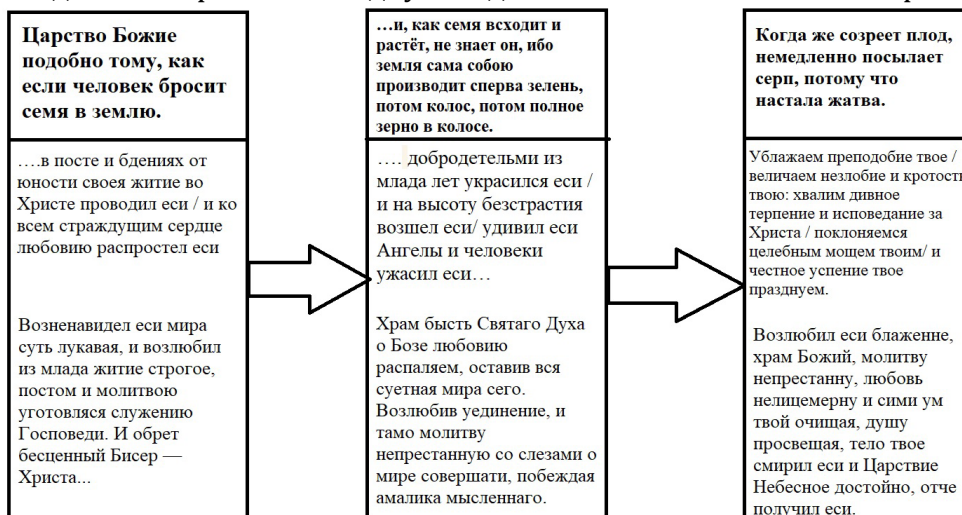 Царство Божие
подобно тому, как
если человек бросит
семя в землю.
….в посте и бдениях от
юности своея житие во
Христе проводил еси / и ко
всем страждущим сердце
любовию распростел еси
Возненавидел еси мира
суть лукавая, и возлюбил
из млада житие строгое,
постом и молитвою
уготовляся служению
Господеви. И обрет
бесценный Бисер —
Христа...
…и, как семя всходит и
растёт, не знает он, ибо
земля сама собою
производит сперва зелень,
потом колос, потом полное
зерно в колосе.
…. добродетельми из
млада лет украсился еси /
и на высоту безстрастия
возшел еси/ удивил еси
Ангелы и человеки
ужасил еси…
Храм бысть Святаго Духа
о Бозе любовию
распаляем, оставив вся
суетная мира сего.
Возлюбив уединение, и
тамо молитву
непрестанную со слезами о
мире совершати, побеждая
амалика мысленнаго.
Когда же созреет плод,
немедленно посылает
серп, потому что
настала жатва.
Ублажаем преподобие твое /
величаем незлобие и кротость
твою: хвалим дивное
терпение и исповедание за
Христа / поклоняемся
целебным мощем твоим/ и
честное успение твое
празднуем.
Возлюбил еси блаженне,
храм Божий, молитву
непрестанну, любовь
нелицемерну и сими ум
твой очищая, душу
просвещая, тело твое
смирил еси и Царствие
Небесное достойно, отче
получил еси.